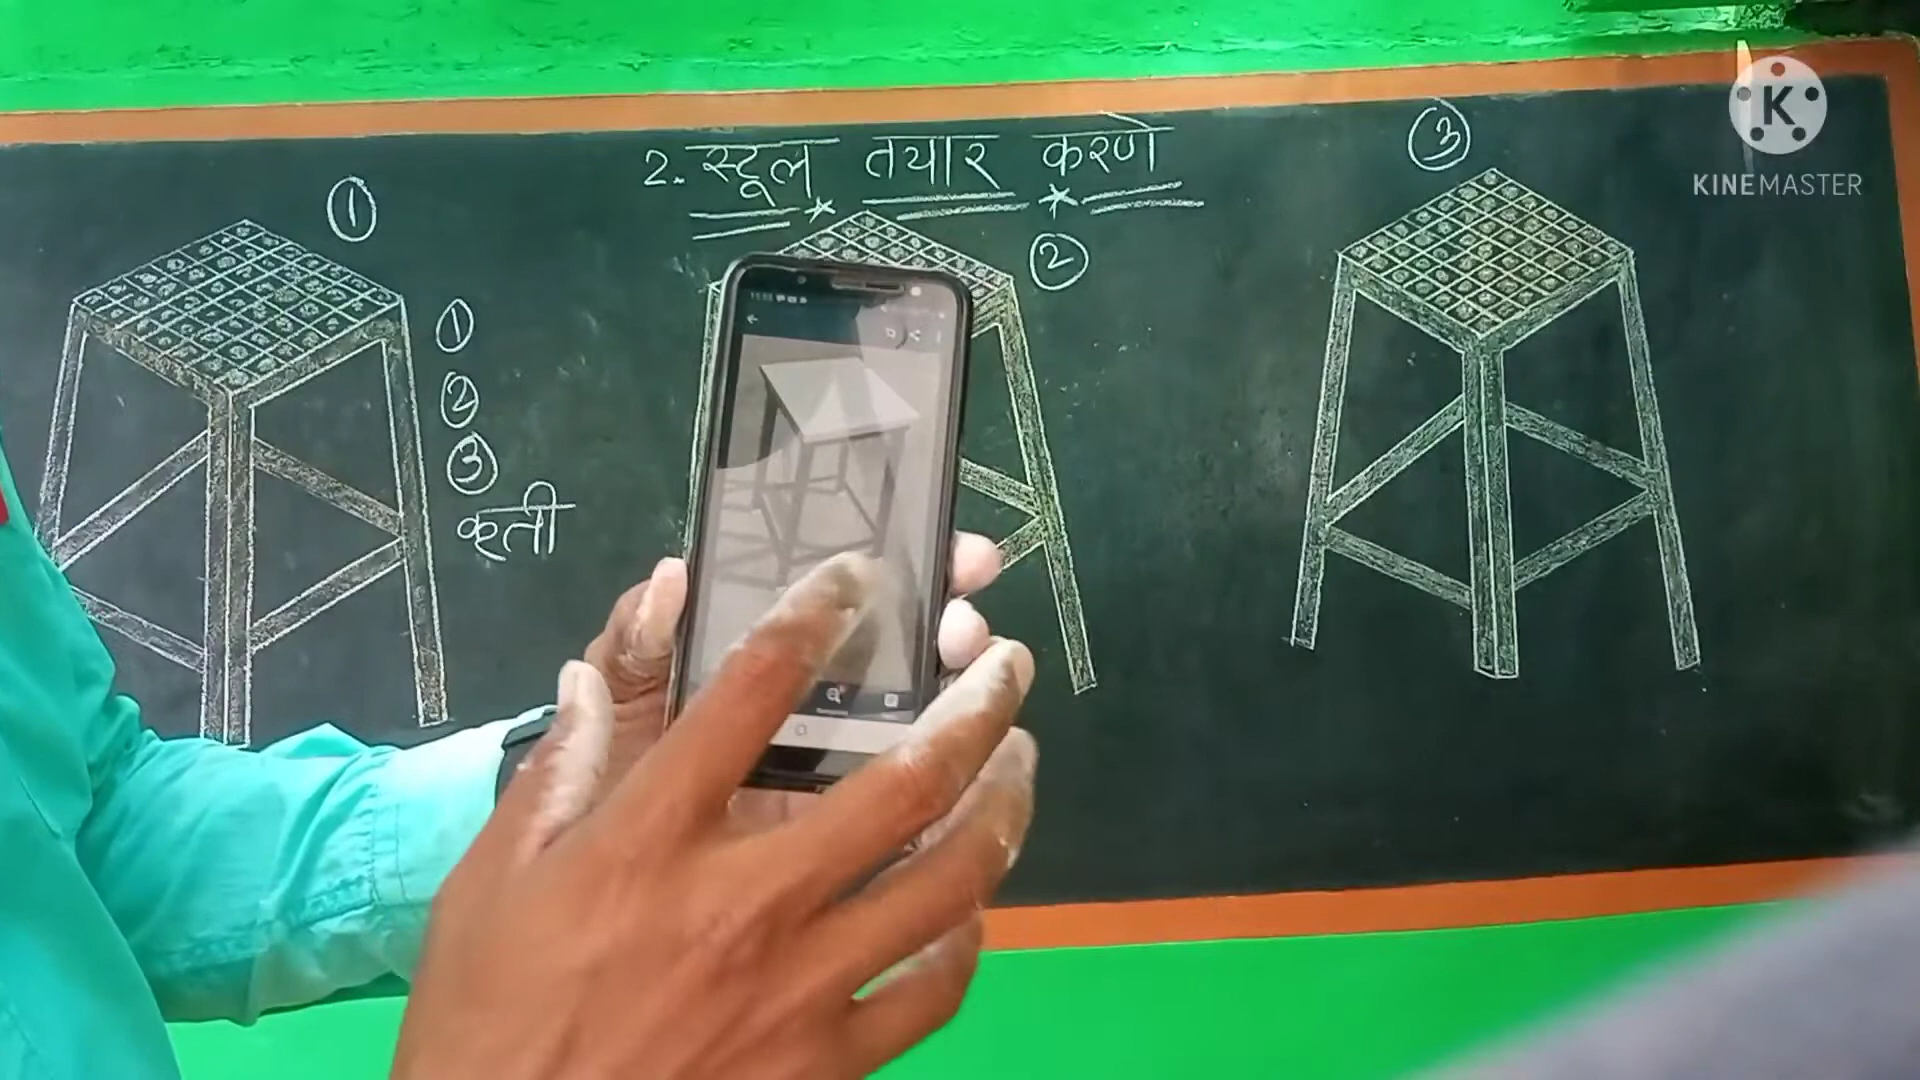 2. स्टूल तयार करणे
①
②
③
①
②
③
कृती
KINEMASTER